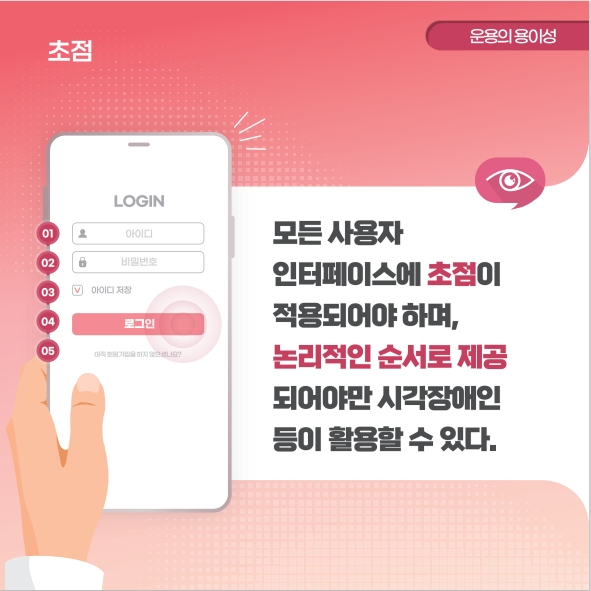 초점
운용의 용이성
LOGIN
01
아이디
02
비밀번호
03
아이디 저장
04
로그인
05
아직 회원가입을 하지 않으셨나요?
모든 사용자
인터페이스에 초점이
적용되어야 하며,
논리적인 순서로 제공
되어야만 시각장애인
등이 활용할 수 있다.